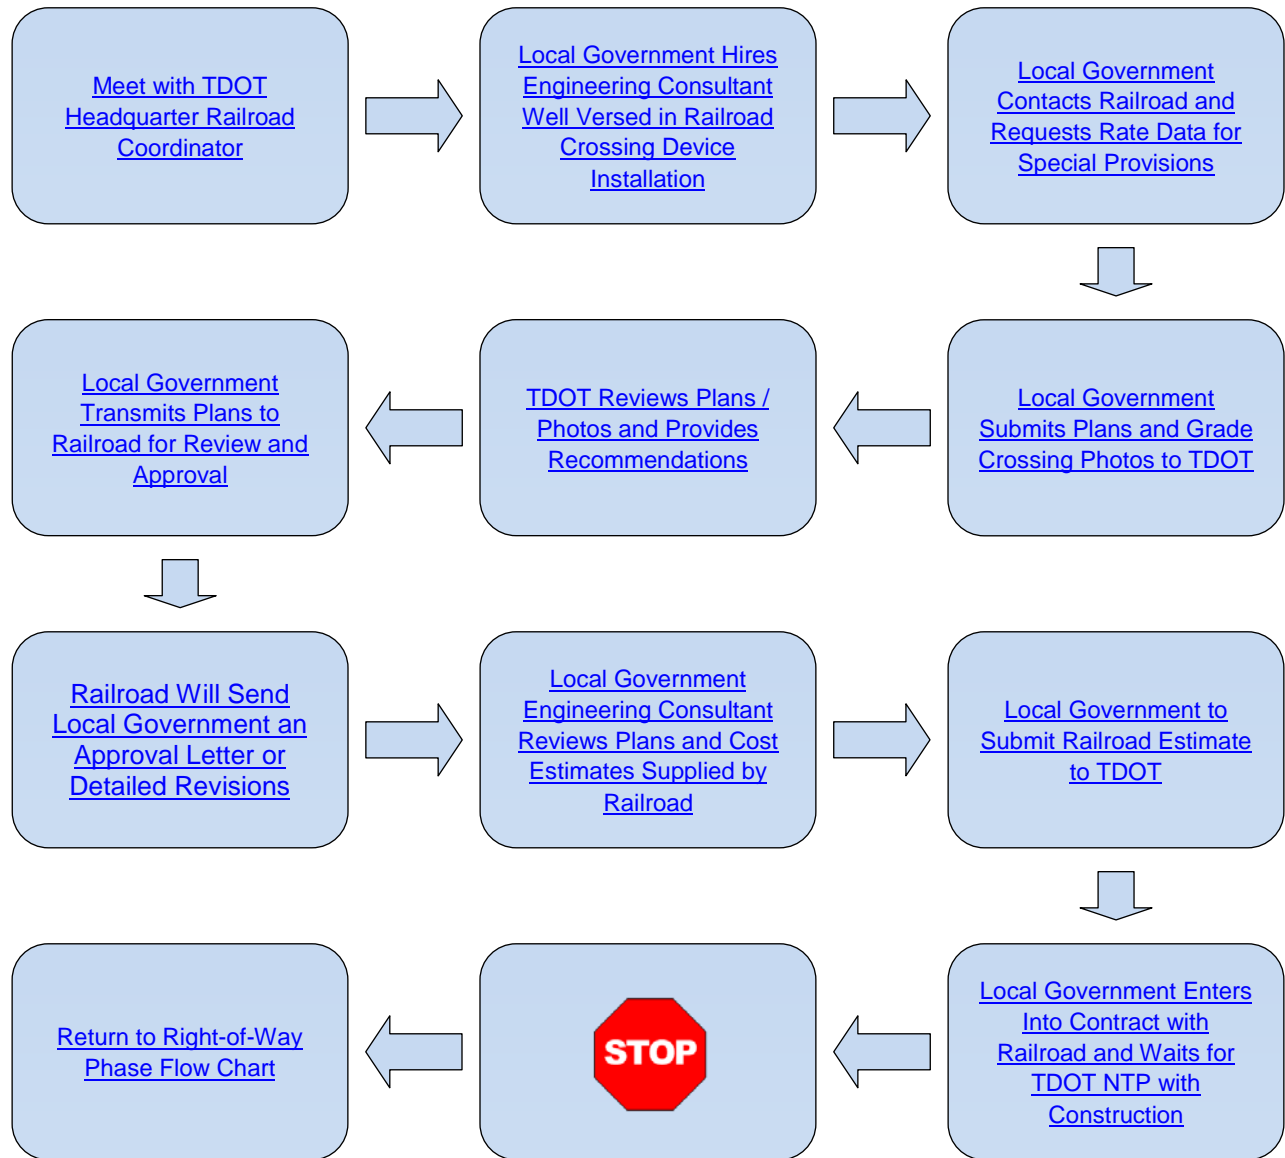 Meet with TDOT
Headquarter Railroad
Coordinator
Local Government Hires
Engineering Consultant
Well Versed in Railroad
Crossing Device
Installation
Local Government
Contacts Railroad and
Requests Rate Data for
Special Provisions
Local Government
Submits Plans and Grade
Crossing Photos to TDOT
TDOT Reviews Plans /
Photos and Provides
Recommendations
Local Government
Transmits Plans to
Railroad for Review and
Approval
Railroad Will Send
Local Government an
Approval Letter or
Detailed Revisions
Local Government
Engineering Consultant
Reviews Plans and Cost
Estimates Supplied by
Railroad
Local Government to
Submit Railroad Estimate
to TDOT
Local Government Enters
Into Contract with
Railroad and Waits for
TDOT NTP with
Construction
STOP
Return to Right-of-Way
Phase Flow Chart